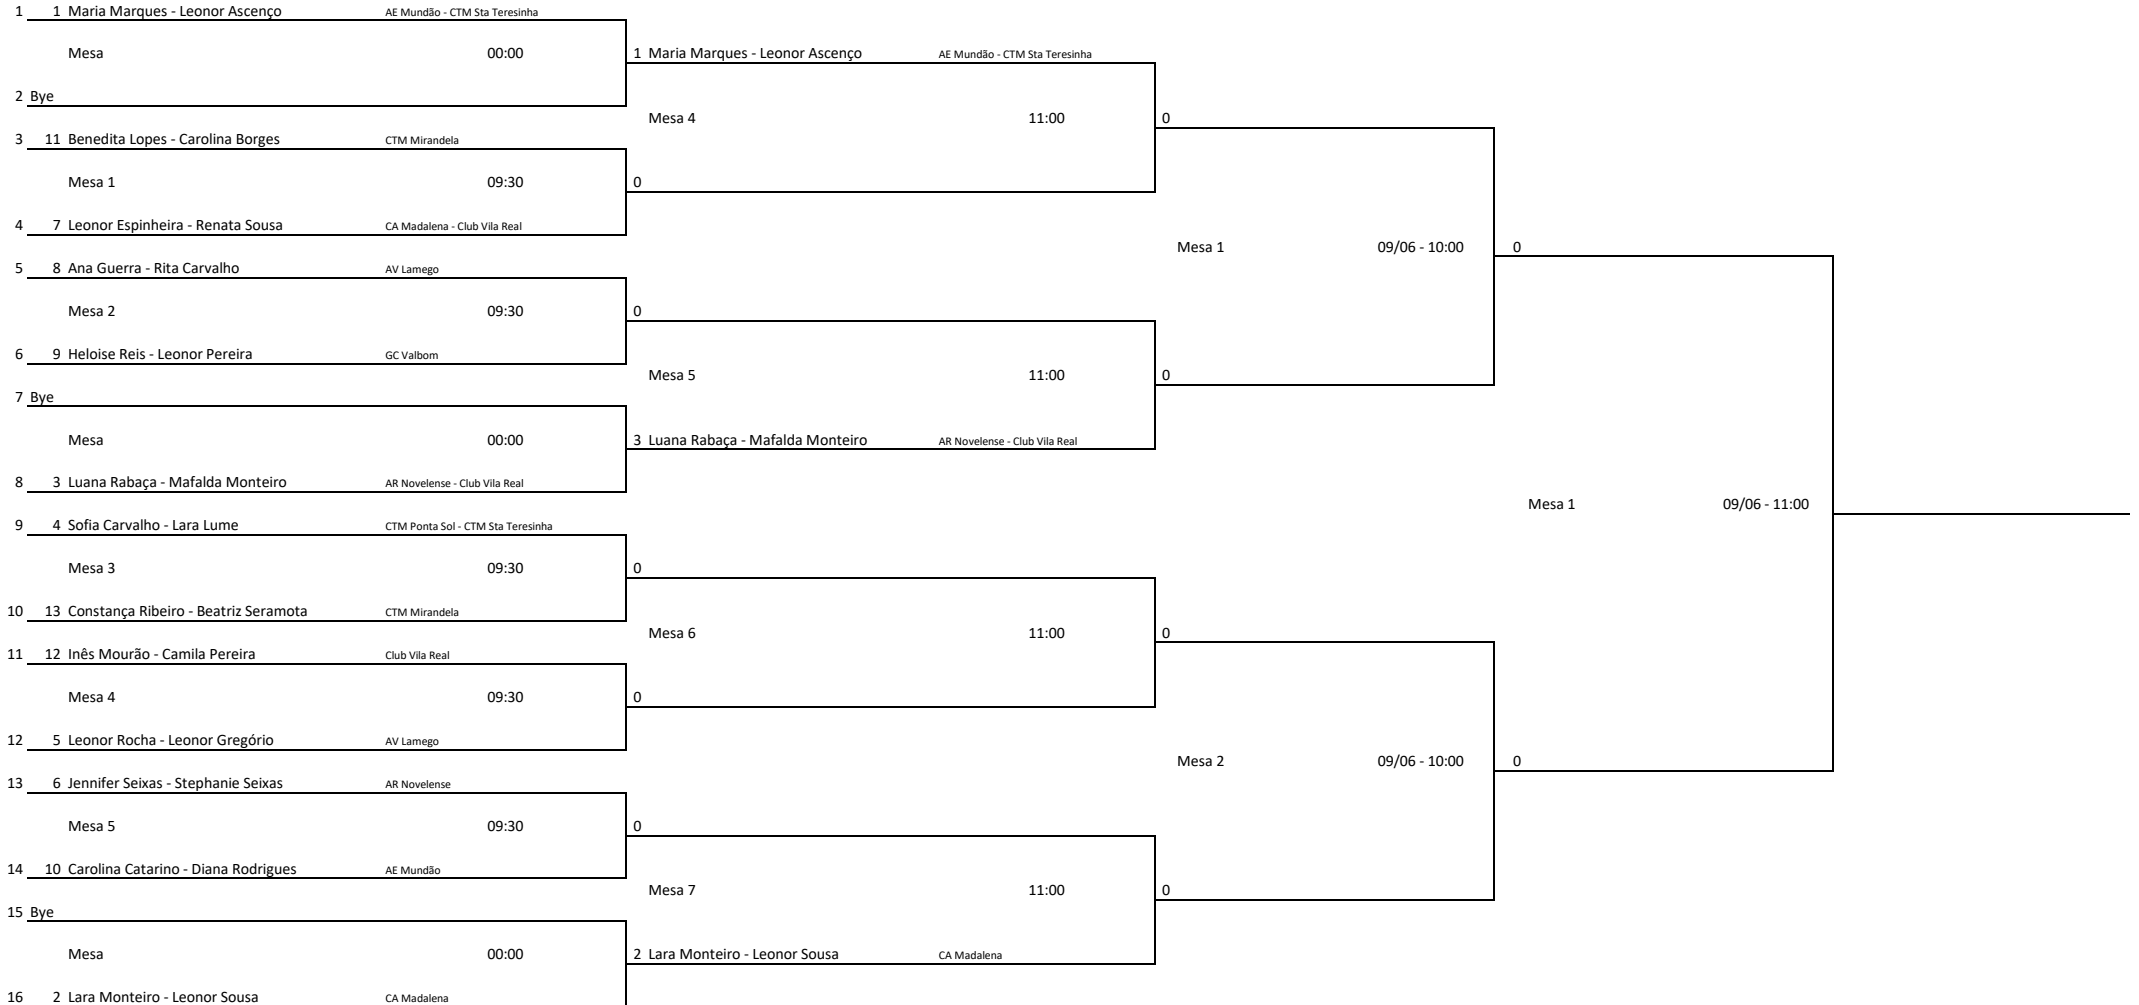 1 1 Maria Marques - Leonor Ascenço AE Mundão - CTM Sta Teresinha
Mesa 00:00 1 Maria Marques - Leonor Ascenço AE Mundão - CTM Sta Teresinha
2 Bye
Mesa 4 11:00 0
3 11 Benedita Lopes - Carolina Borges CTM Mirandela
Mesa 1 09:30 0
4 7 Leonor Espinheira - Renata Sousa CA Madalena - Club Vila Real
Mesa 1 09/06 - 10:00 0
5 8 Ana Guerra - Rita Carvalho AV Lamego
Mesa 2 09:30 0
6 9 Heloise Reis - Leonor Pereira GC Valbom
Mesa 5 11:00 0
7 Bye
Mesa 00:00 3 Luana Rabaça - Mafalda Monteiro AR Novelense - Club Vila Real
8 3 Luana Rabaça - Mafalda Monteiro AR Novelense - Club Vila Real
Mesa 1 09/06 - 11:00
9 4 Sofia Carvalho - Lara Lume CTM Ponta Sol - CTM Sta Teresinha
Mesa 3 09:30 0
10 13 Constança Ribeiro - Beatriz Seramota CTM Mirandela
Mesa 6 11:00 0
11 12 Inês Mourão - Camila Pereira Club Vila Real
Mesa 4 09:30 0
12 5 Leonor Rocha - Leonor Gregório AV Lamego
Mesa 2 09/06 - 10:00 0
13 6 Jennifer Seixas - Stephanie Seixas AR Novelense
Mesa 5 09:30 0
14 10 Carolina Catarino - Diana Rodrigues AE Mundão
Mesa 7 11:00 0
15 Bye
Mesa 00:00 2 Lara Monteiro - Leonor Sousa CA Madalena
16 2 Lara Monteiro - Leonor Sousa CA Madalena